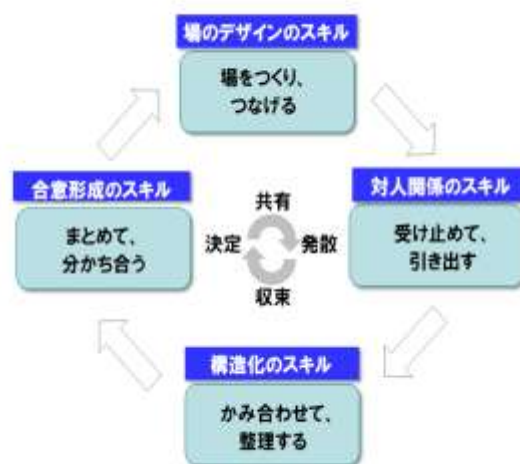 場のデザインのスキル
場をつくり、
つなげる
対人関係のスキル
受け止めて、
引き出す
構造化のスキル
かみ合わせて、
整理する
合意形成のスキル
まとめて、
分かち合う
共有
発散
収束
決定